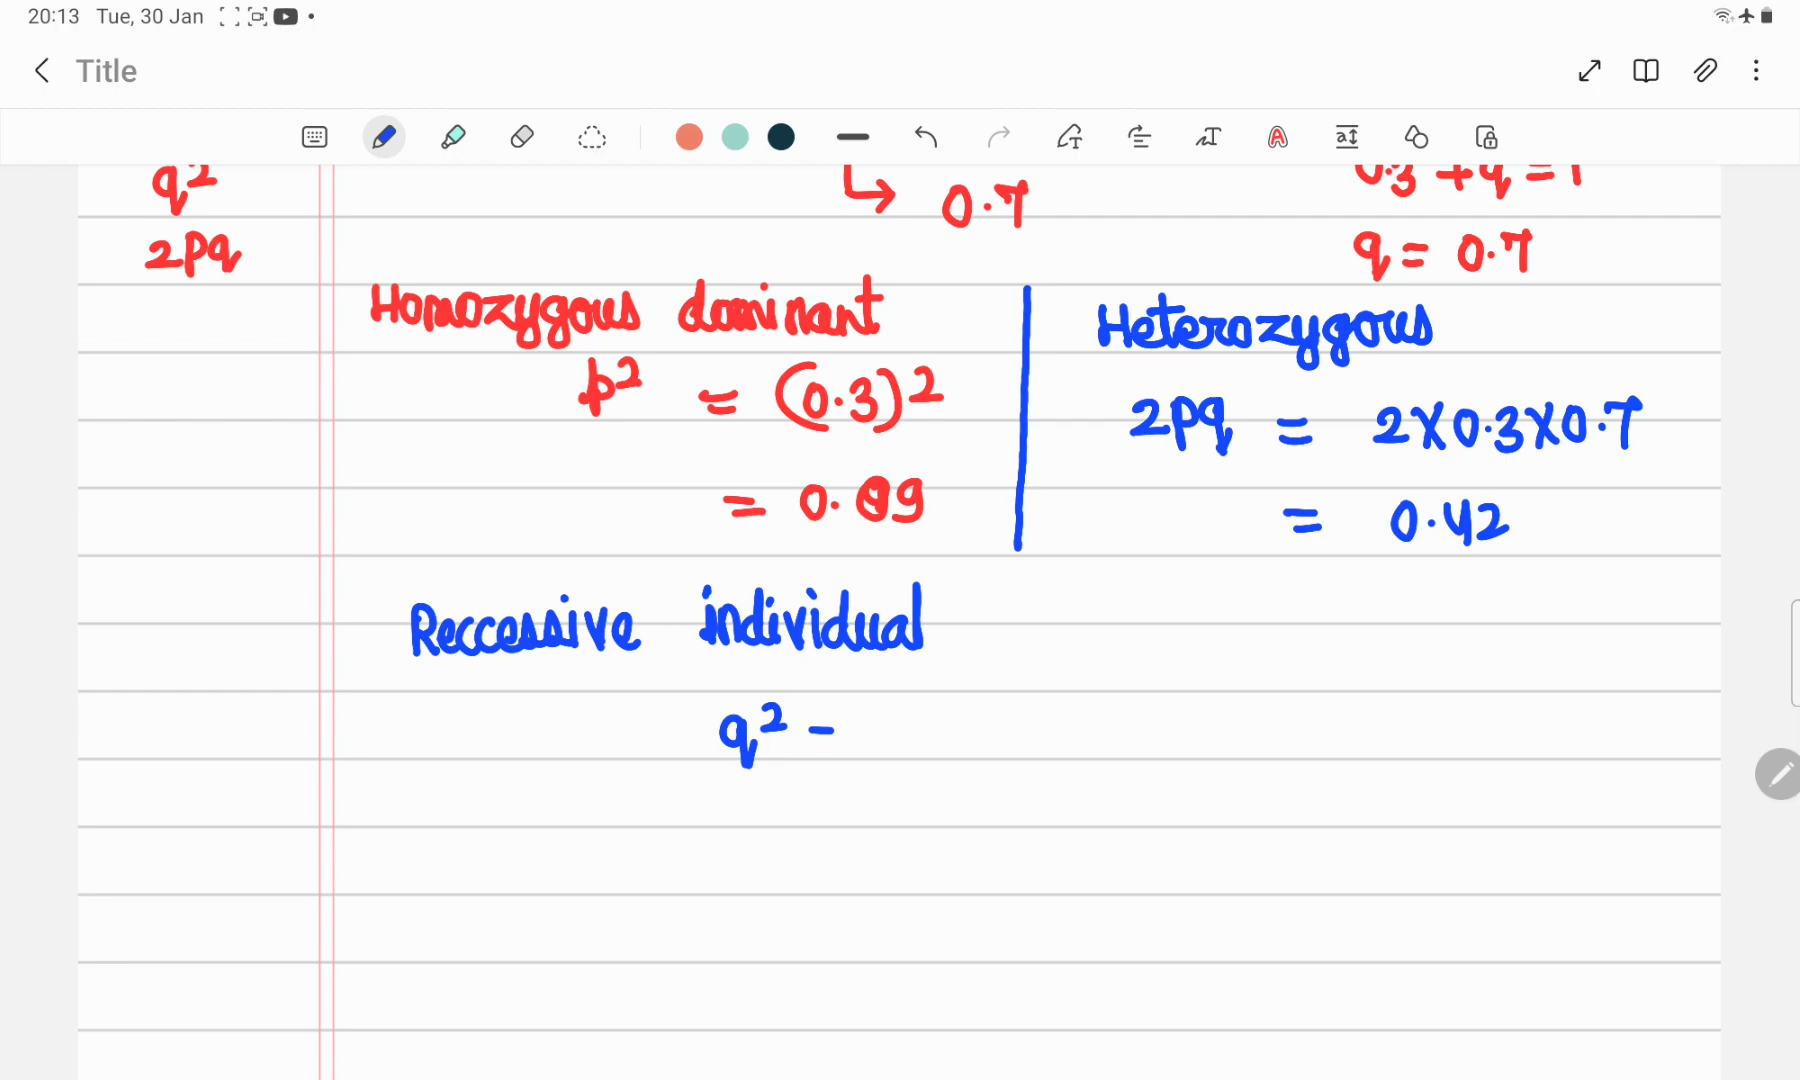 20:13 Tue, 30 Jan
Title
q²
2pq
0.7
0.3 + q = 1
q = 0.7
Homozygous dominant
p² = (0.3)²
= 0.09
Heterozygous
2pq = 2×0.3×0.7
= 0.42
Reccessive individual
q² -